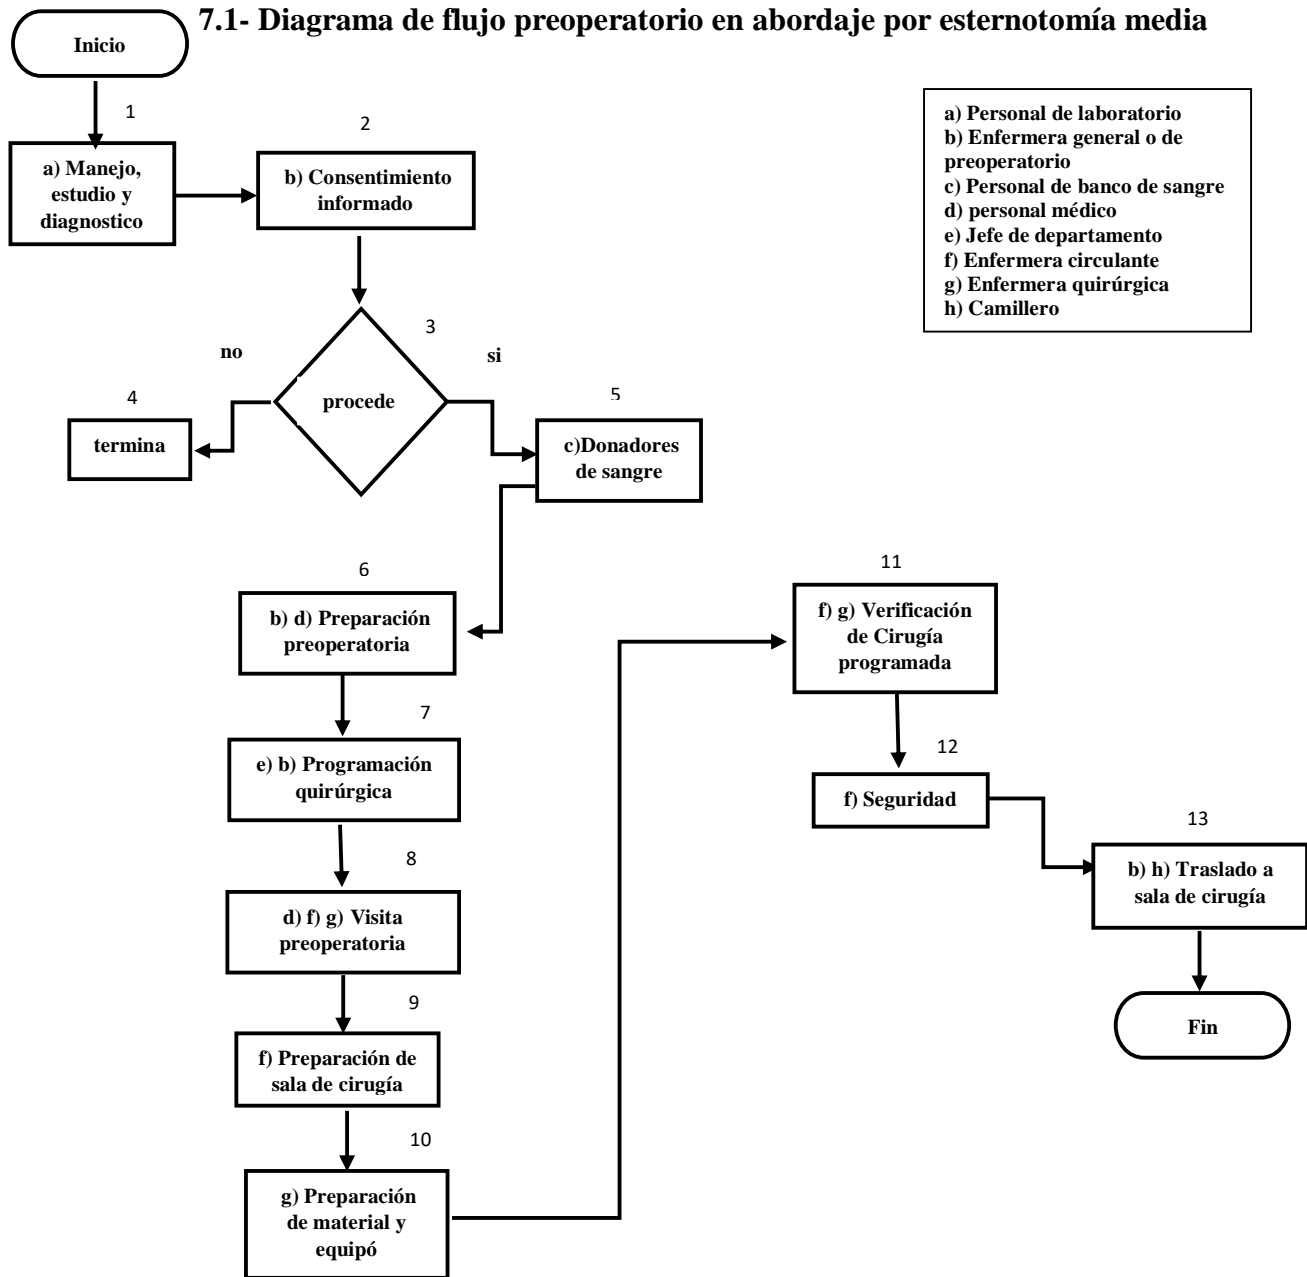 7.1- Diagrama de flujo preoperatorio en abordaje por esternotomía media
Inicio
1
a) Manejo,
estudio y
diagnostico
2
b) Consentimiento
informado
a) Personal de laboratorio
b) Enfermera general o de
preoperatorio
c) Personal de banco de sangre
d) personal médico
e) Jefe de departamento
f) Enfermera circulante
g) Enfermera quirúrgica
h) Camillero
3
no
si
procede
4
termina
5
c)Donadores
de sangre
6
b) d) Preparación
preoperatoria
7
e) b) Programación
quirúrgica
8
d) f) g) Visita
preoperatoria
9
f) Preparación de
sala de cirugía
10
g) Preparación
de material y
equipó
11
f) g) Verificación
de Cirugía
programada
12
f) Seguridad
13
b) h) Traslado a
sala de cirugía
Fin